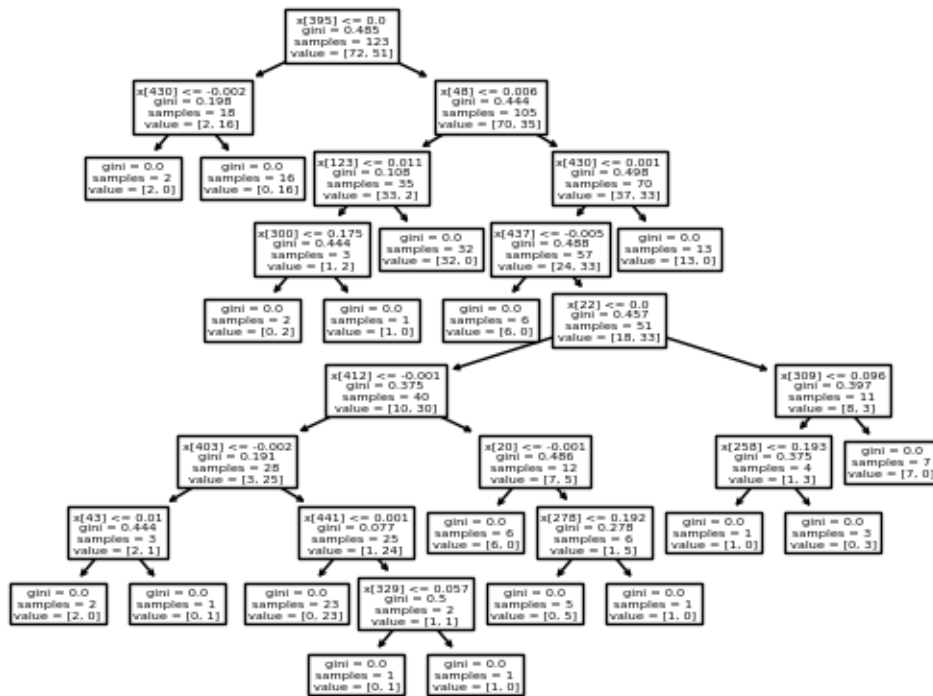 x[395] <= 0.0
gini = 0.485
samples = 123
value = [72, 51]
x[430] <= -0.002
gini = 0.198
samples = 18
value = [2, 16]
x[48] <= 0.006
gini = 0.444
samples = 105
value = [70, 35]
gini = 0.0
samples = 2
value = [2, 0]
gini = 0.0
samples = 16
value = [0, 16]
x[123] <= 0.011
gini = 0.108
samples = 35
value = [33, 2]
x[430] <= 0.001
gini = 0.498
samples = 70
value = [37, 33]
x[300] <= 0.175
gini = 0.444
samples = 3
value = [1, 2]
gini = 0.0
samples = 32
value = [32, 0]
x[437] <= -0.005
gini = 0.488
samples = 57
value = [24, 33]
gini = 0.0
samples = 13
value = [13, 0]
gini = 0.0
samples = 2
value = [0, 2]
gini = 0.0
samples = 1
value = [1, 0]
gini = 0.0
samples = 6
value = [6, 0]
x[22] <= 0.0
gini = 0.457
samples = 51
value = [18, 33]
x[412] <= -0.001
gini = 0.375
samples = 40
value = [10, 30]
x[309] <= 0.096
gini = 0.397
samples = 11
value = [8, 3]
x[403] <= -0.002
gini = 0.191
samples = 28
value = [3, 25]
x[20] <= -0.001
gini = 0.486
samples = 12
value = [7, 5]
x[258] <= 0.193
gini = 0.375
samples = 4
value = [1, 3]
gini = 0.0
samples = 7
value = [7, 0]
x[43] <= 0.01
gini = 0.444
samples = 3
value = [2, 1]
x[441] <= 0.001
gini = 0.077
samples = 25
value = [1, 24]
gini = 0.0
samples = 6
value = [6, 0]
x[278] <= 0.192
gini = 0.278
samples = 6
value = [1, 5]
gini = 0.0
samples = 1
value = [1, 0]
gini = 0.0
samples = 3
value = [0, 3]
gini = 0.0
samples = 2
value = [2, 0]
gini = 0.0
samples = 1
value = [0, 1]
gini = 0.0
samples = 23
value = [0, 23]
x[329] <= 0.057
gini = 0.5
samples = 2
value = [1, 1]
gini = 0.0
samples = 5
value = [0, 5]
gini = 0.0
samples = 1
value = [1, 0]
gini = 0.0
samples = 1
value = [0, 1]
gini = 0.0
samples = 1
value = [1, 0]